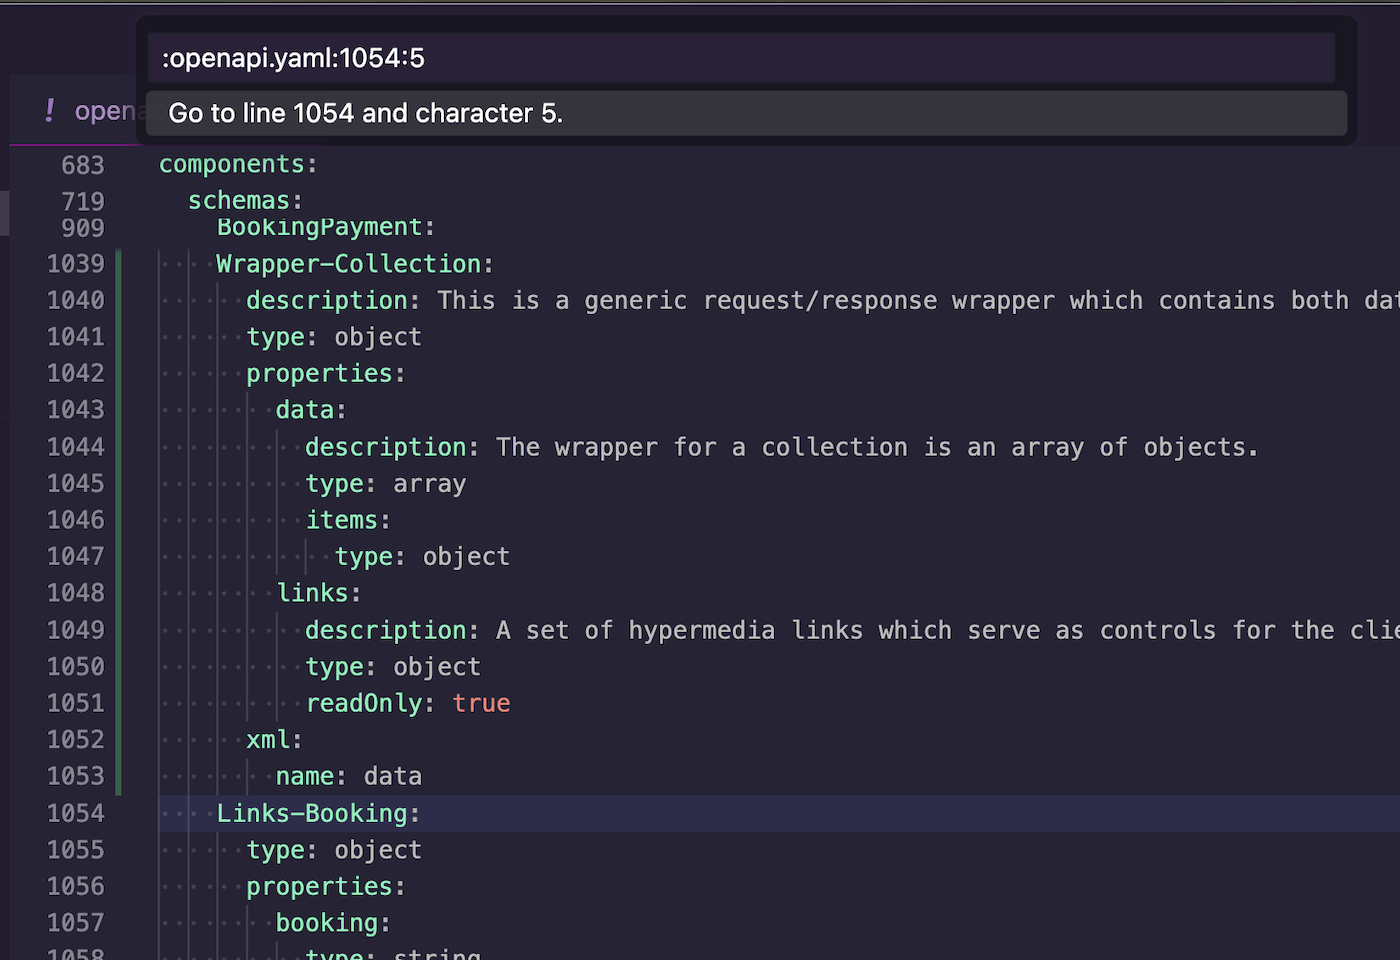 :openapi.yaml:1054:5
Go to line 1054 and character 5.
! opena
683 components:
719 schemas:
909 BookingPayment:
1039 Wrapper-Collection:
1040 description: This is a generic request/response wrapper which contains both dat
1041 type: object
1042 properties:
1043 data:
1044 description: The wrapper for a collection is an array of objects.
1045 type: array
1046 items:
1047 type: object
1048 links:
1049 description: A set of hypermedia links which serve as controls for the clie
1050 type: object
1051 readOnly: true
1052 xml:
1053 name: data
1054 Links-Booking:
1055 type: object
1056 properties:
1057 booking:
1058 type: string